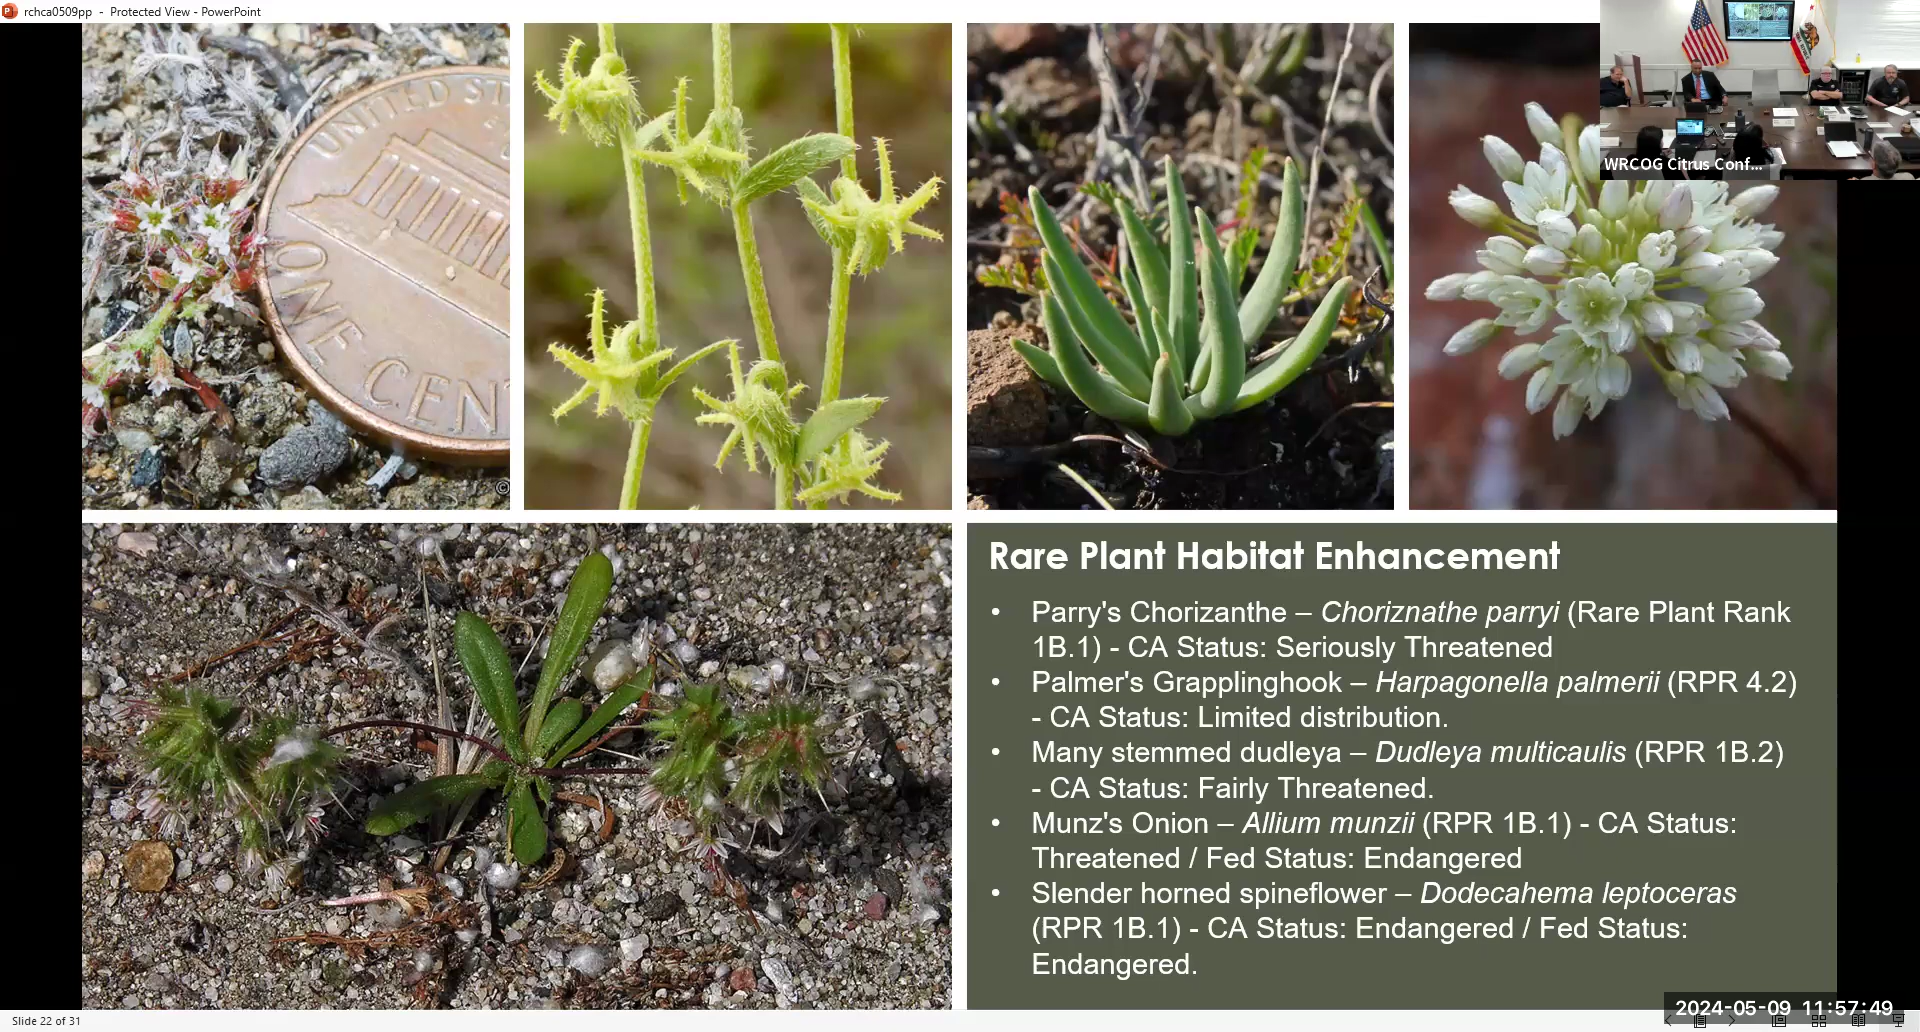 rchca0509pp - Protected View - PowerPoint
WRCOG Citrus Conf...
UNITED S
ONE CEN
©
Rare Plant Habitat Enhancement
• Parry's Chorizanthe – Choriznathe parryi (Rare Plant Rank
1B.1) - CA Status: Seriously Threatened
• Palmer's Grapplinghook – Harpagonella palmerii (RPR 4.2)
- CA Status: Limited distribution.
• Many stemmed dudleya – Dudleya multicaulis (RPR 1B.2)
- CA Status: Fairly Threatened.
• Munz's Onion – Allium munzii (RPR 1B.1) - CA Status:
Threatened / Fed Status: Endangered
• Slender horned spineflower – Dodecahema leptoceras
(RPR 1B.1) - CA Status: Endangered / Fed Status:
Endangered.
2024-05-09 11:57:49
Slide 22 of 31